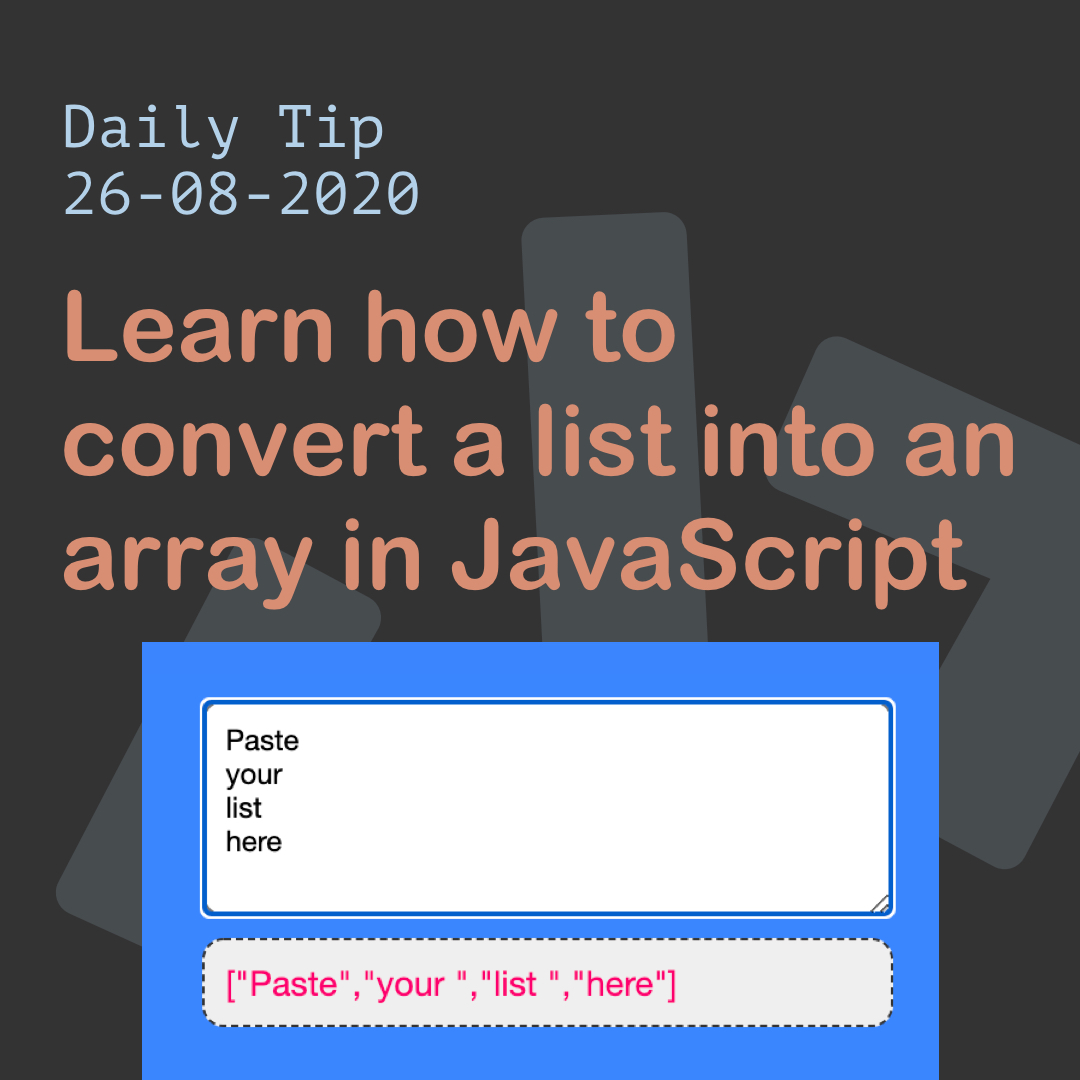 Daily Tip
26-08-2020
Learn how to
convert a list into an
array in JavaScript
Paste
your
list
here
["Paste","your ","list ","here"]